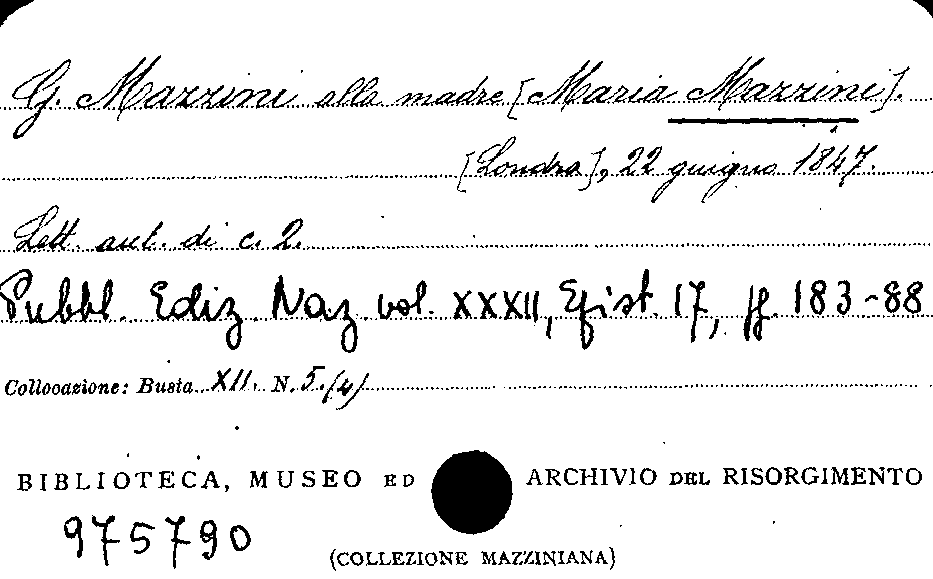 G. Mazzini alla madre [Maria Mazzini].
[Londra], 22 giugno 1847.
Lett. aut. di c. 2.
Pubbl. Ediz. Naz. vol. XXXII, Epist. 17, pp. 183-88
Collocazione: Busta XII. N. 5. (4)
BIBLIOTECA, MUSEO ED ARCHIVIO DEL RISORGIMENTO
975790
(COLLEZIONE MAZZINIANA)